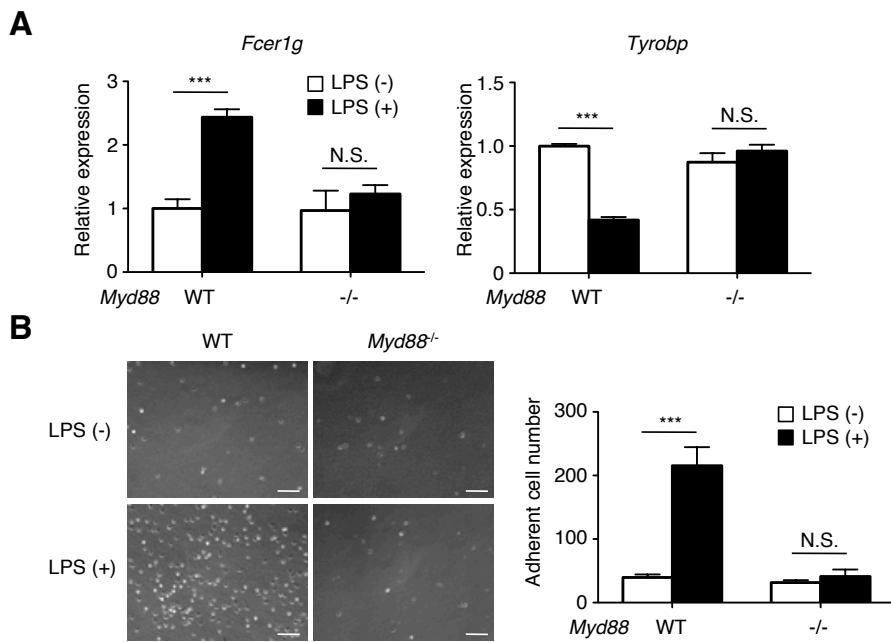 A
Fcer1g
Relative expression
3
2
1
0
***
N.S.
LPS (-)
LPS (+)
Myd88 WT -/-
Tyrobp
Relative expression
1.5
1.0
0.5
0
***
N.S.
Myd88 WT -/-
B
WT Myd88-/-
LPS (-)
LPS (+)
Adherent cell number
300
200
100
0
***
N.S.
LPS (-)
LPS (+)
Myd88 WT -/-